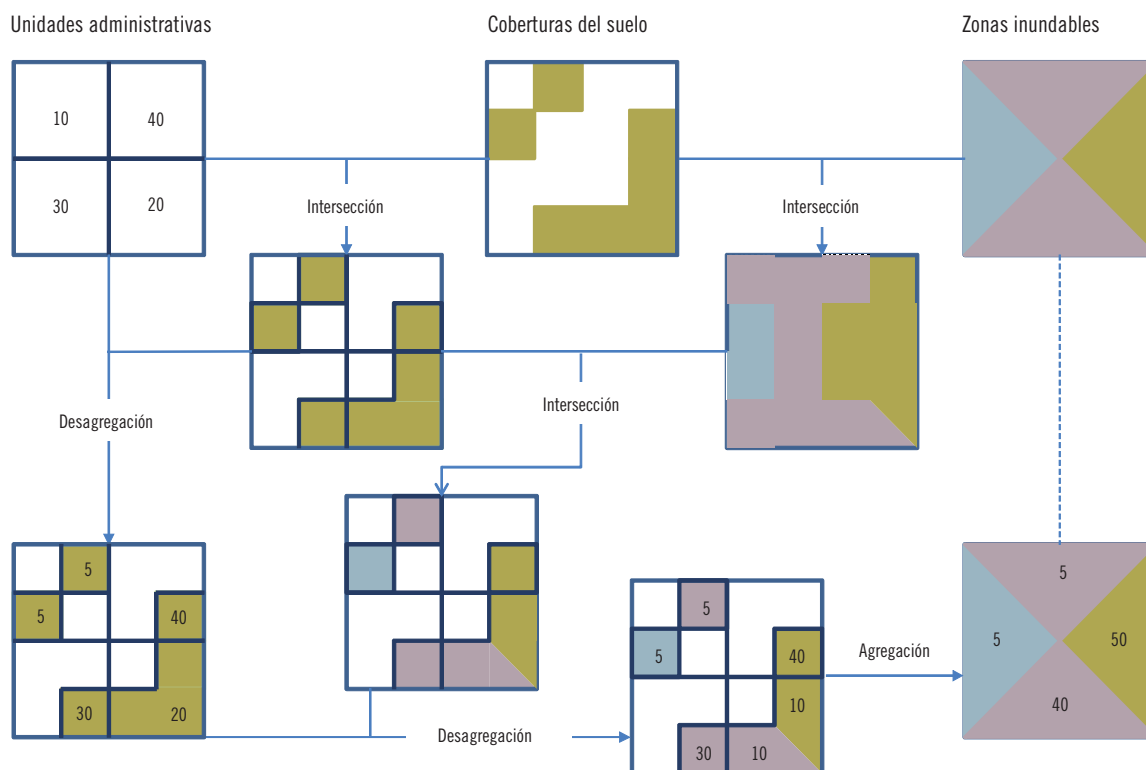 Unidades administrativas
Coberturas del suelo
Zonas inundables
10
40
30
20
Intersección
Intersección
Desagregación
Intersección
5
5
40
30
20
5
5
40
10
30
10
Desagregación
Agregación
5
5
50
40